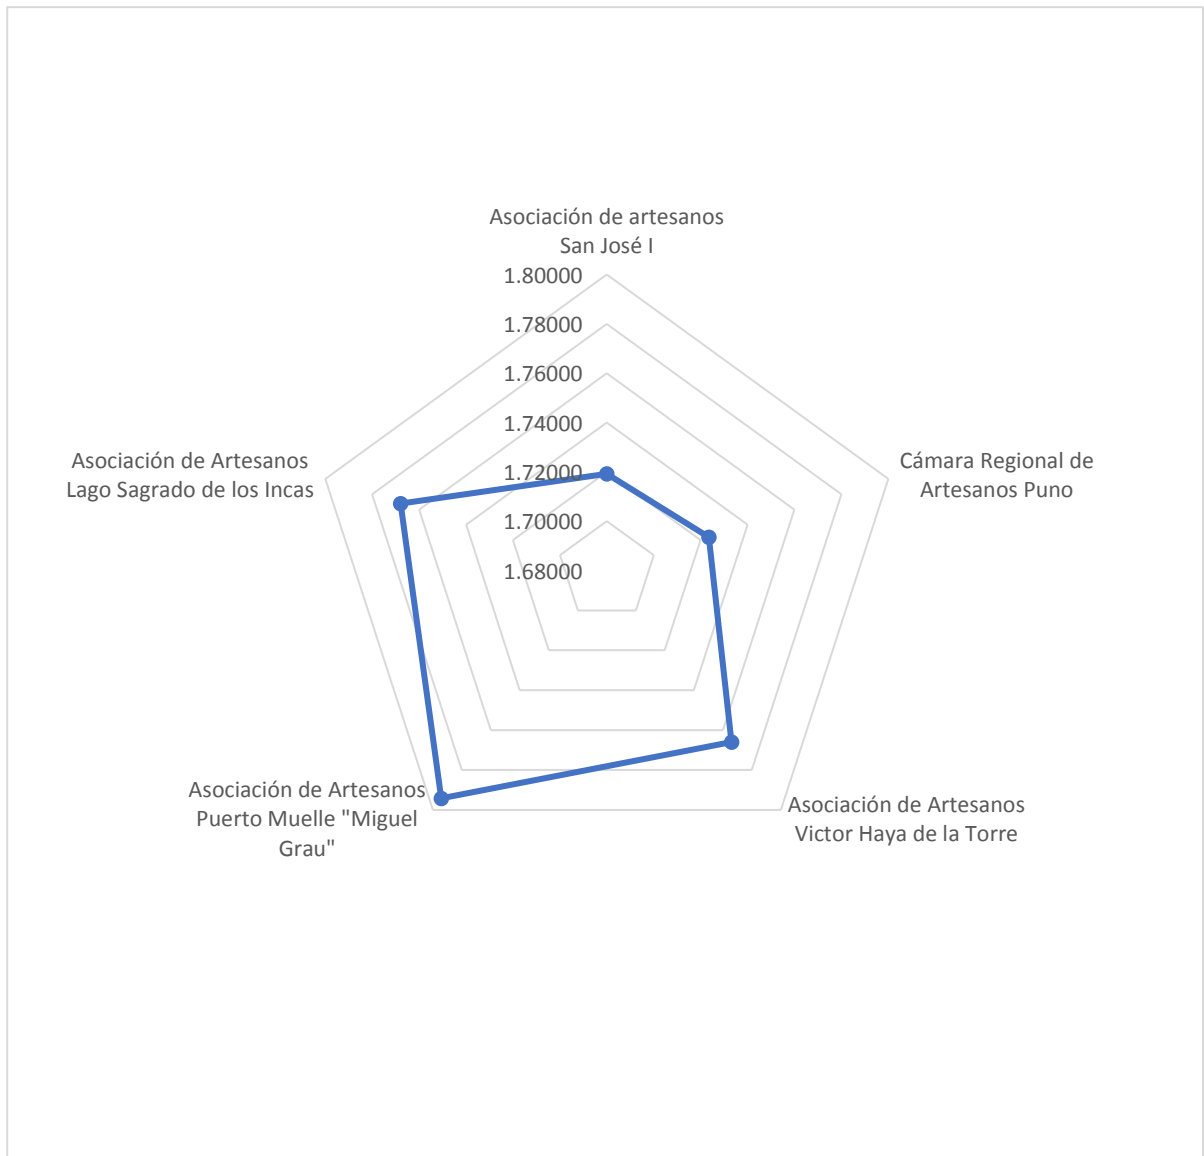 Asociación de artesanos
San José I
1.80000
1.78000
1.76000
1.74000
1.72000
1.70000
1.68000
Cámara Regional de
Artesanos Puno
Asociación de Artesanos
Victor Haya de la Torre
Asociación de Artesanos
Puerto Muelle "Miguel
Grau"
Asociación de Artesanos
Lago Sagrado de los Incas